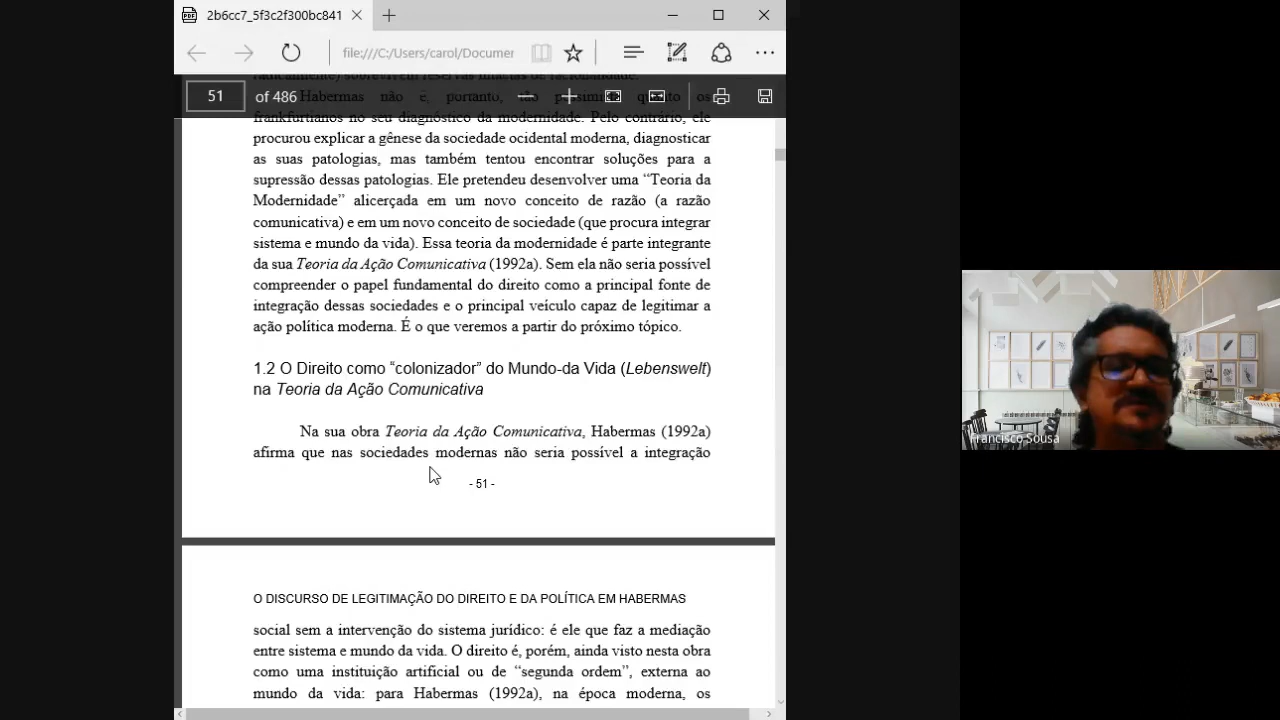 2b6cc7_5f3c2f300bc841
file:///C:/Users/carol/Documer
51 of 486
radicalmente) sobrevivem reservas intactas de racionalidade.
Habermas não é, portanto, tão pessimista quanto os
frankfurtianos no seu diagnóstico da modernidade. Pelo contrário, ele
procurou explicar a gênese da sociedade ocidental moderna, diagnosticar
as suas patologias, mas também tentou encontrar soluções para a
supressão dessas patologias. Ele pretendeu desenvolver uma “Teoria da
Modernidade” alicerçada em um novo conceito de razão (a razão
comunicativa) e em um novo conceito de sociedade (que procura integrar
sistema e mundo da vida). Essa teoria da modernidade é parte integrante
da sua Teoria da Ação Comunicativa (1992a). Sem ela não seria possível
compreender o papel fundamental do direito como a principal fonte de
integração dessas sociedades e o principal veículo capaz de legitimar a
ação política moderna. É o que veremos a partir do próximo tópico.
1.2 O Direito como “colonizador” do Mundo-da Vida (Lebenswelt)
na Teoria da Ação Comunicativa
Na sua obra Teoria da Ação Comunicativa, Habermas (1992a)
afirma que nas sociedades modernas não seria possível a integração
- 51 -
O DISCURSO DE LEGITIMAÇÃO DO DIREITO E DA POLÍTICA EM HABERMAS
social sem a intervenção do sistema jurídico: é ele que faz a mediação
entre sistema e mundo da vida. O direito é, porém, ainda visto nesta obra
como uma instituição artificial ou de “segunda ordem”, externa ao
mundo da vida: para Habermas (1992a), na época moderna, os
Francisco Sousa